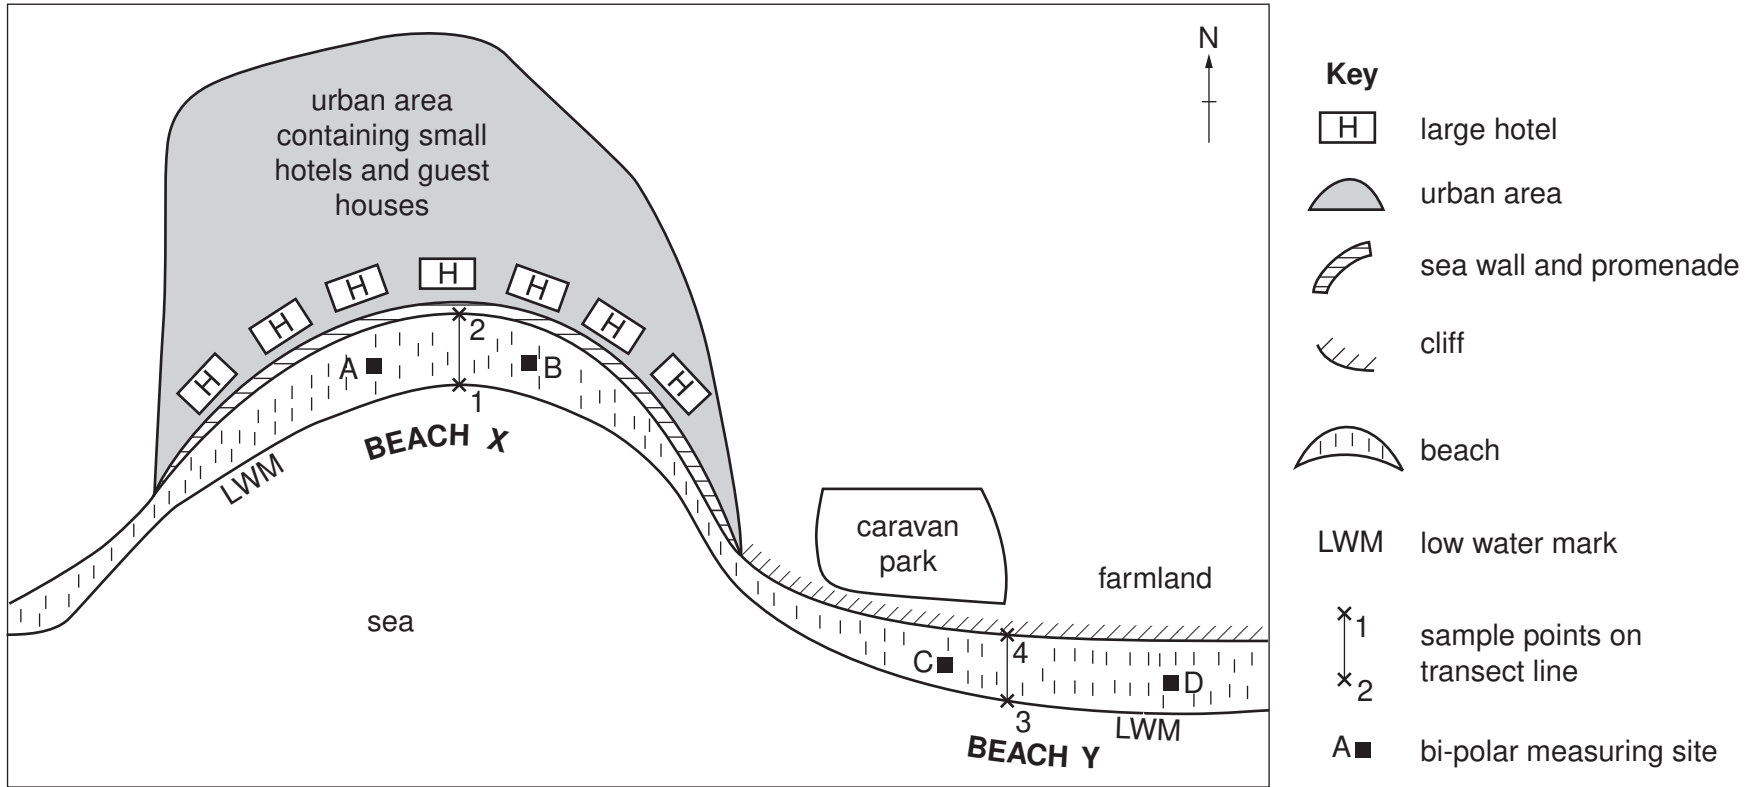 N
urban area
containing small
hotels and guest
houses
H
H
H
H
H
H
H
2
A
B
1
BEACH X
LWM
caravan
park
farmland
sea
4
C
D
3
LWM
BEACH Y
Key
H
large hotel
urban area
sea wall and promenade
cliff
beach
LWM
low water mark
1
sample points on
transect line
2
A
bi-polar measuring site